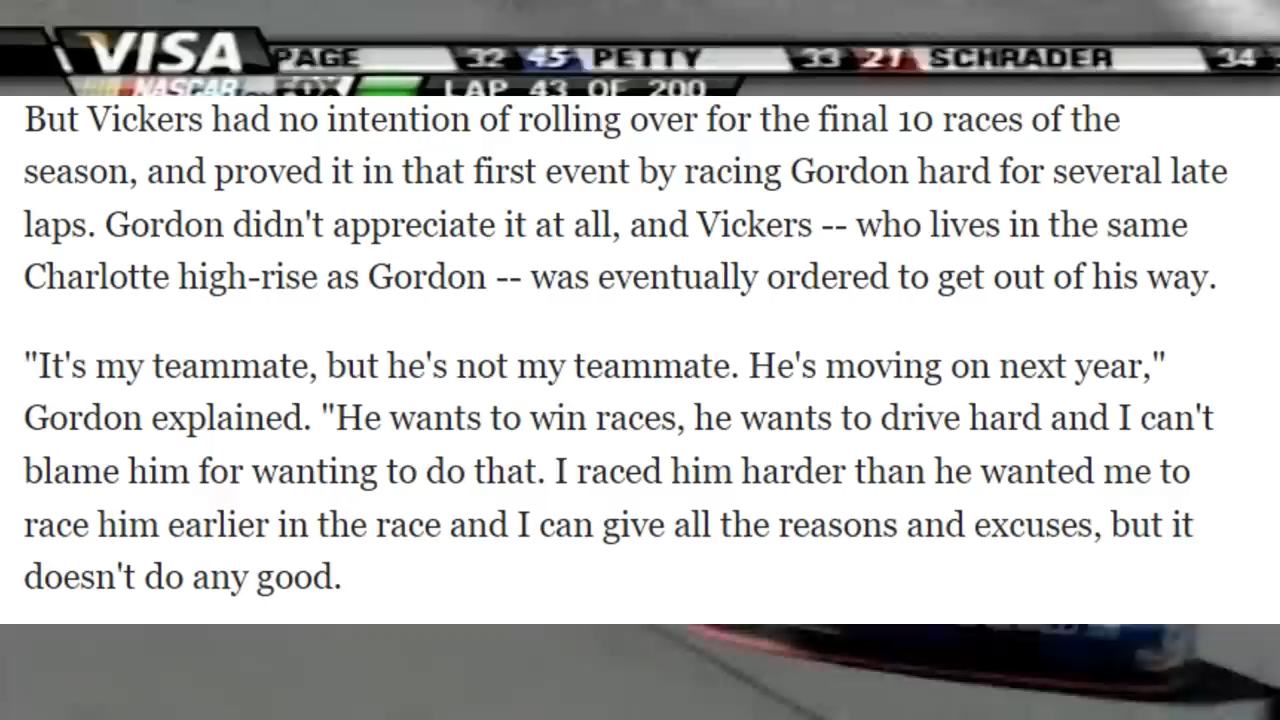 VISA PAGE 32 45 PETTY 33 21 SCHRADER 34
NASCAR LAP 43 OF 200
But Vickers had no intention of rolling over for the final 10 races of the
season, and proved it in that first event by racing Gordon hard for several late
laps. Gordon didn't appreciate it at all, and Vickers -- who lives in the same
Charlotte high-rise as Gordon -- was eventually ordered to get out of his way.
"It's my teammate, but he's not my teammate. He's moving on next year,"
Gordon explained. "He wants to win races, he wants to drive hard and I can't
blame him for wanting to do that. I raced him harder than he wanted me to
race him earlier in the race and I can give all the reasons and excuses, but it
doesn't do any good.